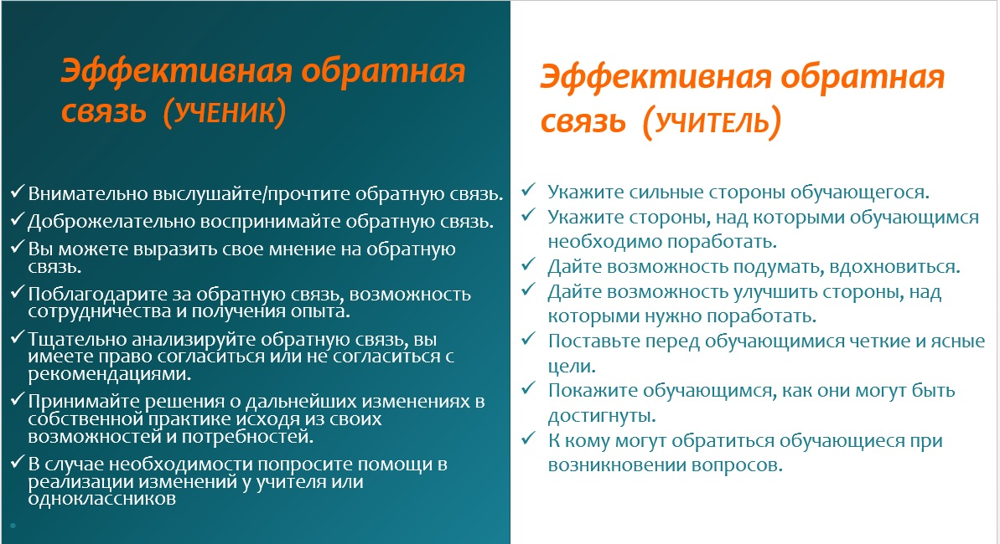 Эффективная обратная
связь (УЧЕНИК)
✓ Внимательно выслушайте/прочтите обратную связь.
✓ Доброжелательно воспринимайте обратную связь.
✓ Вы можете выразить свое мнение на обратную
связь.
✓ Поблагодарите за обратную связь, возможность
сотрудничества и получения опыта.
✓ Тщательно анализируйте обратную связь, вы
имеете право согласиться или не согласиться с
рекомендациями.
✓ Принимайте решения о дальнейших изменениях в
собственной практике исходя из своих
возможностей и потребностей.
✓ В случае необходимости попросите помощи в
реализации изменений у учителя или
одноклассников
•
Эффективная обратная
связь (УЧИТЕЛЬ)
✓ Укажите сильные стороны обучающегося.
✓ Укажите стороны, над которыми обучающимся
необходимо поработать.
✓ Дайте возможность подумать, вдохновиться.
✓ Дайте возможность улучшить стороны, над
которыми нужно поработать.
✓ Поставьте перед обучающимися четкие и ясные
цели.
✓ Покажите обучающимся, как они могут быть
достигнуты.
✓ К кому могут обратиться обучающиеся при
возникновении вопросов.